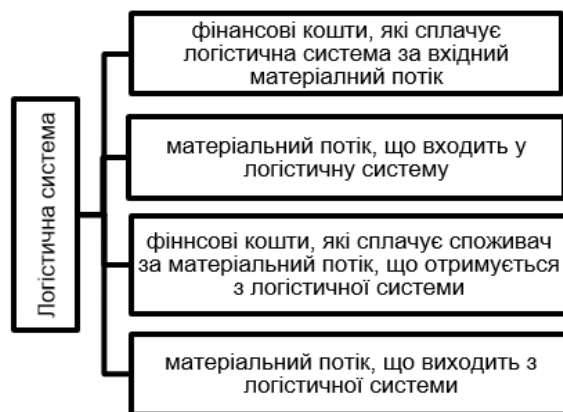 Логістична система
фінансові кошти, які сплачує
логістична система за вхідний
матеріалний потік
матеріальний потік, що входить у
логістичну систему
фіннсові кошти, які сплачує споживач
за матеріальний потік, що отримується
з логістичної системи
матеріальний потік, що виходить з
логістичної системи